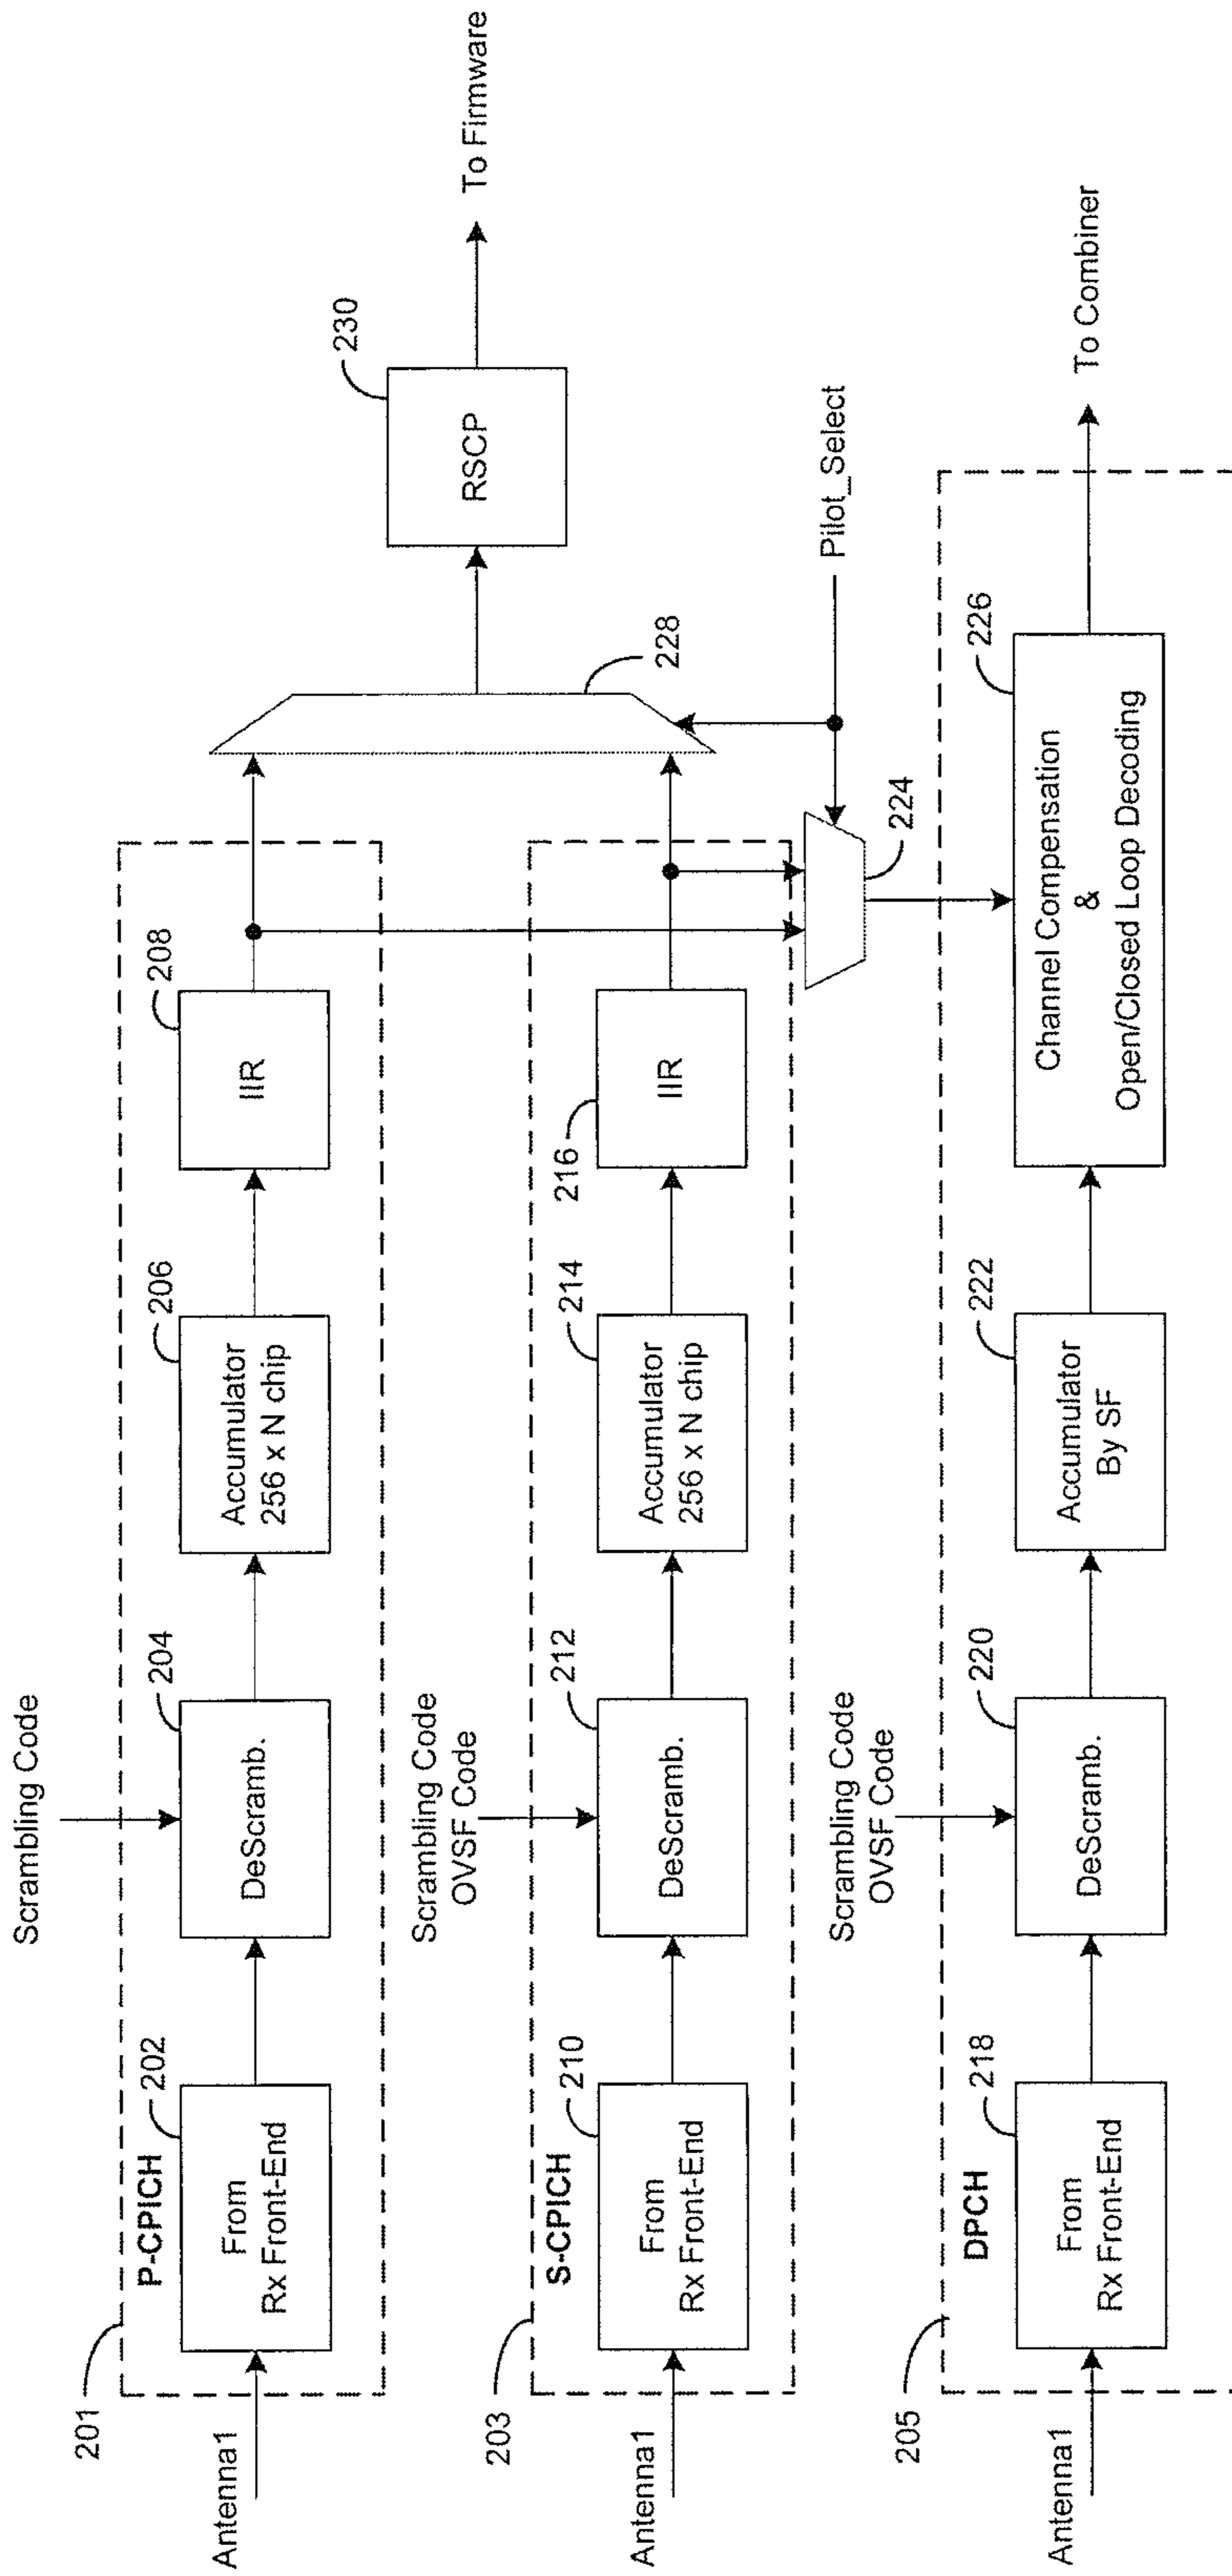 Scrambling Code
201
P-CPICH
202
204
206
208
Antenna1
From
Rx Front-End
DeScramb.
Accumulator
256 x N chip
IIR
230
RSCP
To Firmware
228
Scrambling Code
OVSF Code
203
S-CPICH
210
212
214
216
Antenna1
From
Rx Front-End
DeScramb.
Accumulator
256 x N chip
IIR
224
Pilot_Select
Scrambling Code
OVSF Code
205
DPCH
218
220
222
226
Antenna1
From
Rx Front-End
DeScramb.
Accumulator
By SF
Channel Compensation
&
Open/Closed Loop Decoding
To Combiner